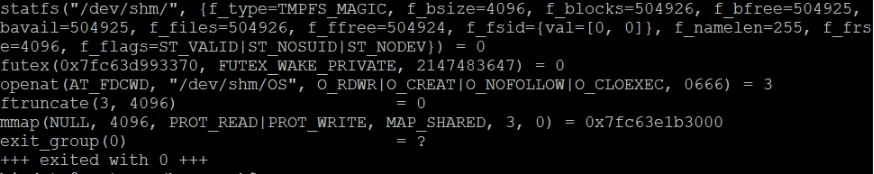 statfs("/dev/shm/", {f_type=TMPFS_MAGIC, f_bsize=4096, f_blocks=504926, f_bfree=504925,
bavail=504925, f_files=504926, f_ffree=504924, f_fsid={val=[0, 0]}, f_namelen=255, f_frs
e=4096, f_flags=ST_VALID|ST_NOSUID|ST_NODEV}) = 0
futex(0x7fc63d993370, FUTEX_WAKE_PRIVATE, 2147483647) = 0
openat(AT_FDCWD, "/dev/shm/OS", O_RDWR|O_CREAT|O_NOFOLLOW|O_CLOEXEC, 0666) = 3
ftruncate(3, 4096) = 0
mmap(NULL, 4096, PROT_READ|PROT_WRITE, MAP_SHARED, 3, 0) = 0x7fc63e1b3000
exit_group(0) = ?
+++ exited with 0 +++